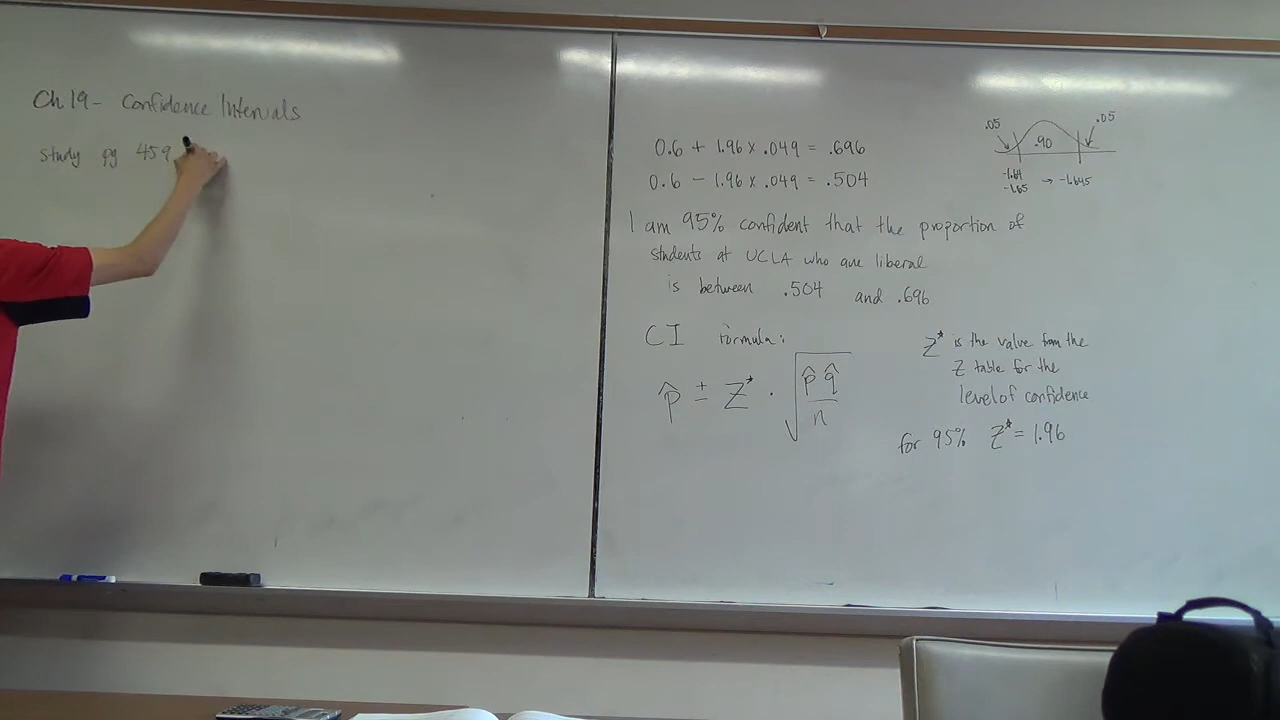 Ch 19 - Confidence Intervals
Study pg 459
0.6 + 1.96 x .049 = .696
0.6 - 1.96 x .049 = .504
I am 95% confident that the proportion of
students at UCLA who are liberal
is between .504 and .696
CI formula:
p̂ ± Z* · √(p̂ q̂ / n)
.05 .90 .05
-1.64
-1.65 → -1.645
Z* is the value from the
Z table for the
level of confidence
for 95% Z* = 1.96